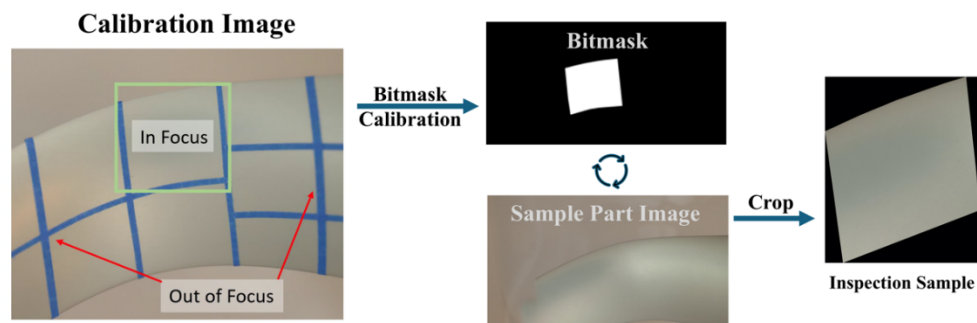 Calibration Image
In Focus
Out of Focus
Bitmask
Calibration
Bitmask
Sample Part Image
Crop
Inspection Sample